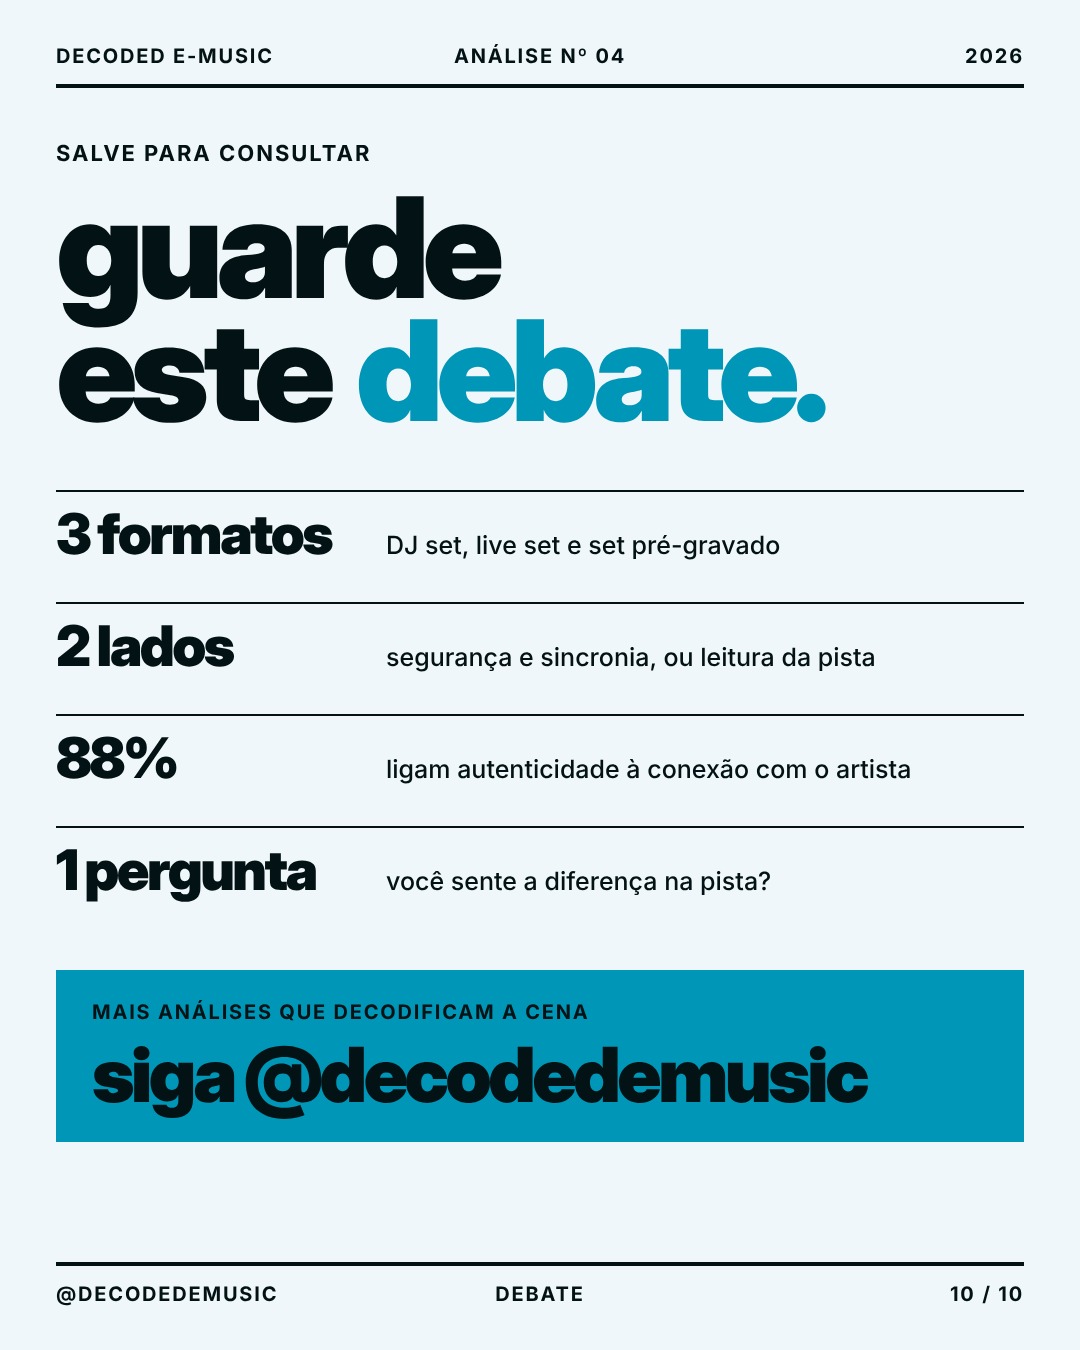 DECODED E-MUSIC ANÁLISE Nº 04 2026
SALVE PARA CONSULTAR
guarde
este debate.
3 formatos DJ set, live set e set pré-gravado
2 lados segurança e sincronia, ou leitura da pista
88% ligam autenticidade à conexão com o artista
1 pergunta você sente a diferença na pista?
MAIS ANÁLISES QUE DECODIFICAM A CENA
siga @decodedemusic
@DECODEDEMUSIC DEBATE 10 / 10